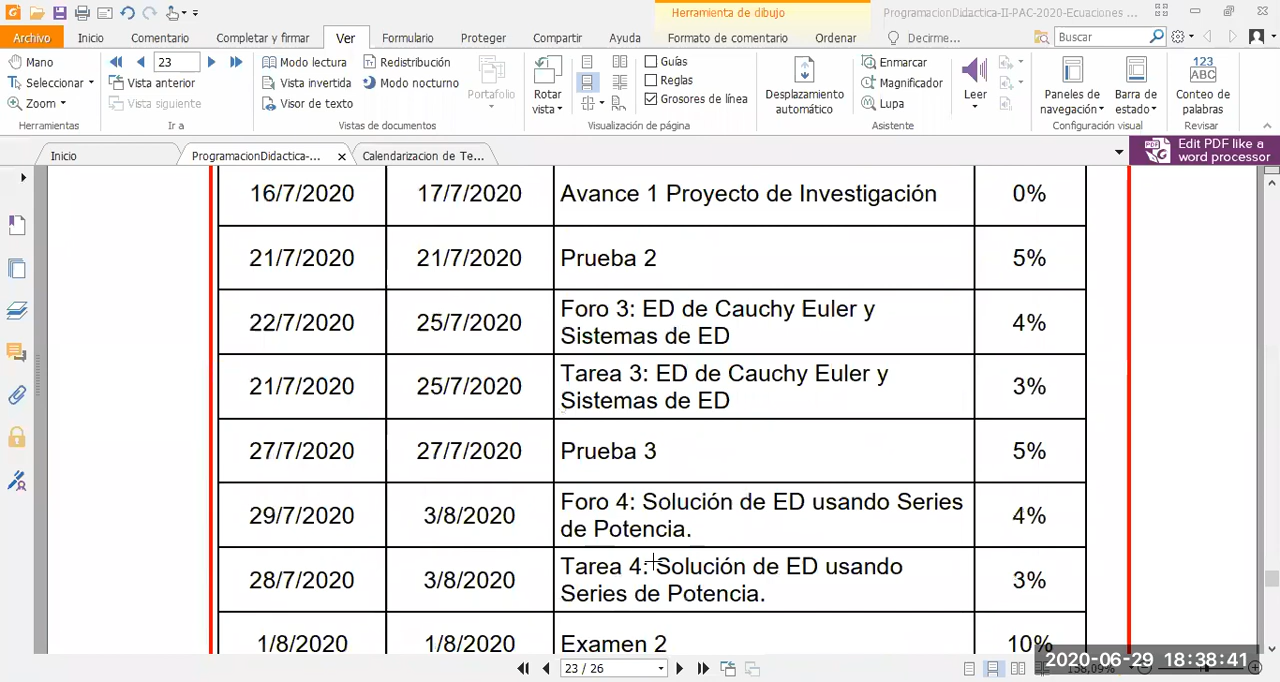 Herramienta de dibujo
ProgramacionDidactica-II-PAC-2020-Ecuaciones ...
Archivo Inicio Comentario Completar y firmar Ver Formulario Proteger Compartir Ayuda Formato de comentario Ordenar Decirme... Buscar
Mano 23 Modo lectura Redistribución Guías Enmarcar
Seleccionar Vista anterior Vista invertida Modo nocturno Reglas Magnificador
Zoom Vista siguiente Visor de texto Portafolio Rotar vista Grosores de línea Desplazamiento automático Lupa Leer Paneles de navegación Barra de estado 123 ABC Conteo de palabras
Herramientas Ir a Vistas de documentos Visualización de página Asistente Configuración visual Revisar
Inicio ProgramacionDidactica-... Calendarizacion de Te... Edit PDF like a
word processor
16/7/2020 17/7/2020 Avance 1 Proyecto de Investigación 0%
21/7/2020 21/7/2020 Prueba 2 5%
22/7/2020 25/7/2020 Foro 3: ED de Cauchy Euler y
Sistemas de ED 4%
21/7/2020 25/7/2020 Tarea 3: ED de Cauchy Euler y
Sistemas de ED 3%
27/7/2020 27/7/2020 Prueba 3 5%
29/7/2020 3/8/2020 Foro 4: Solución de ED usando Series
de Potencia. 4%
28/7/2020 3/8/2020 Tarea 4: Solución de ED usando
Series de Potencia. 3%
1/8/2020 1/8/2020 Examen 2 10%
2020-06-29 18:38:41
23 / 26